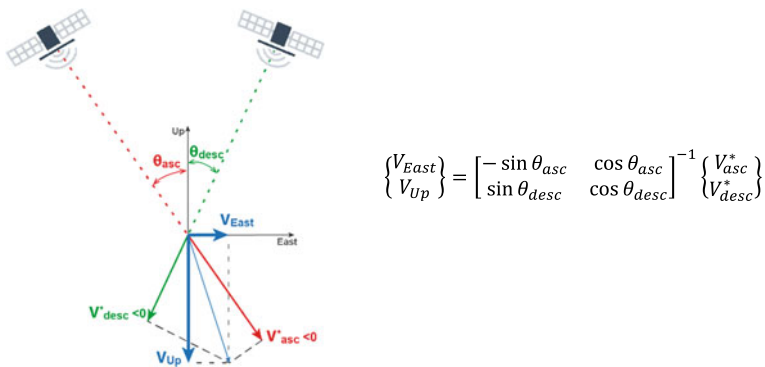 Up
θasc
θdesc
VEast
East
V*desc <0
V*asc <0
VUp
{VEast VUp} = [−sin θasc cos θasc sin θdesc cos θdesc]−1 {V*asc V*desc}